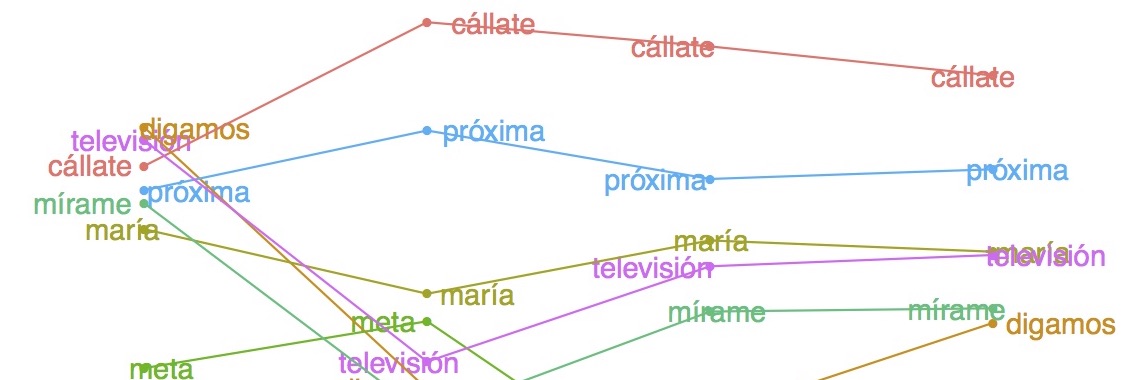 cállate
cállate
cállate
digamos
próxima
televisión
cállate
próxima
próxima
próxima
mírame
maría
maría
maría
televisión
televisión
maría
mírame
mírame
meta
digamos
televisión
meta